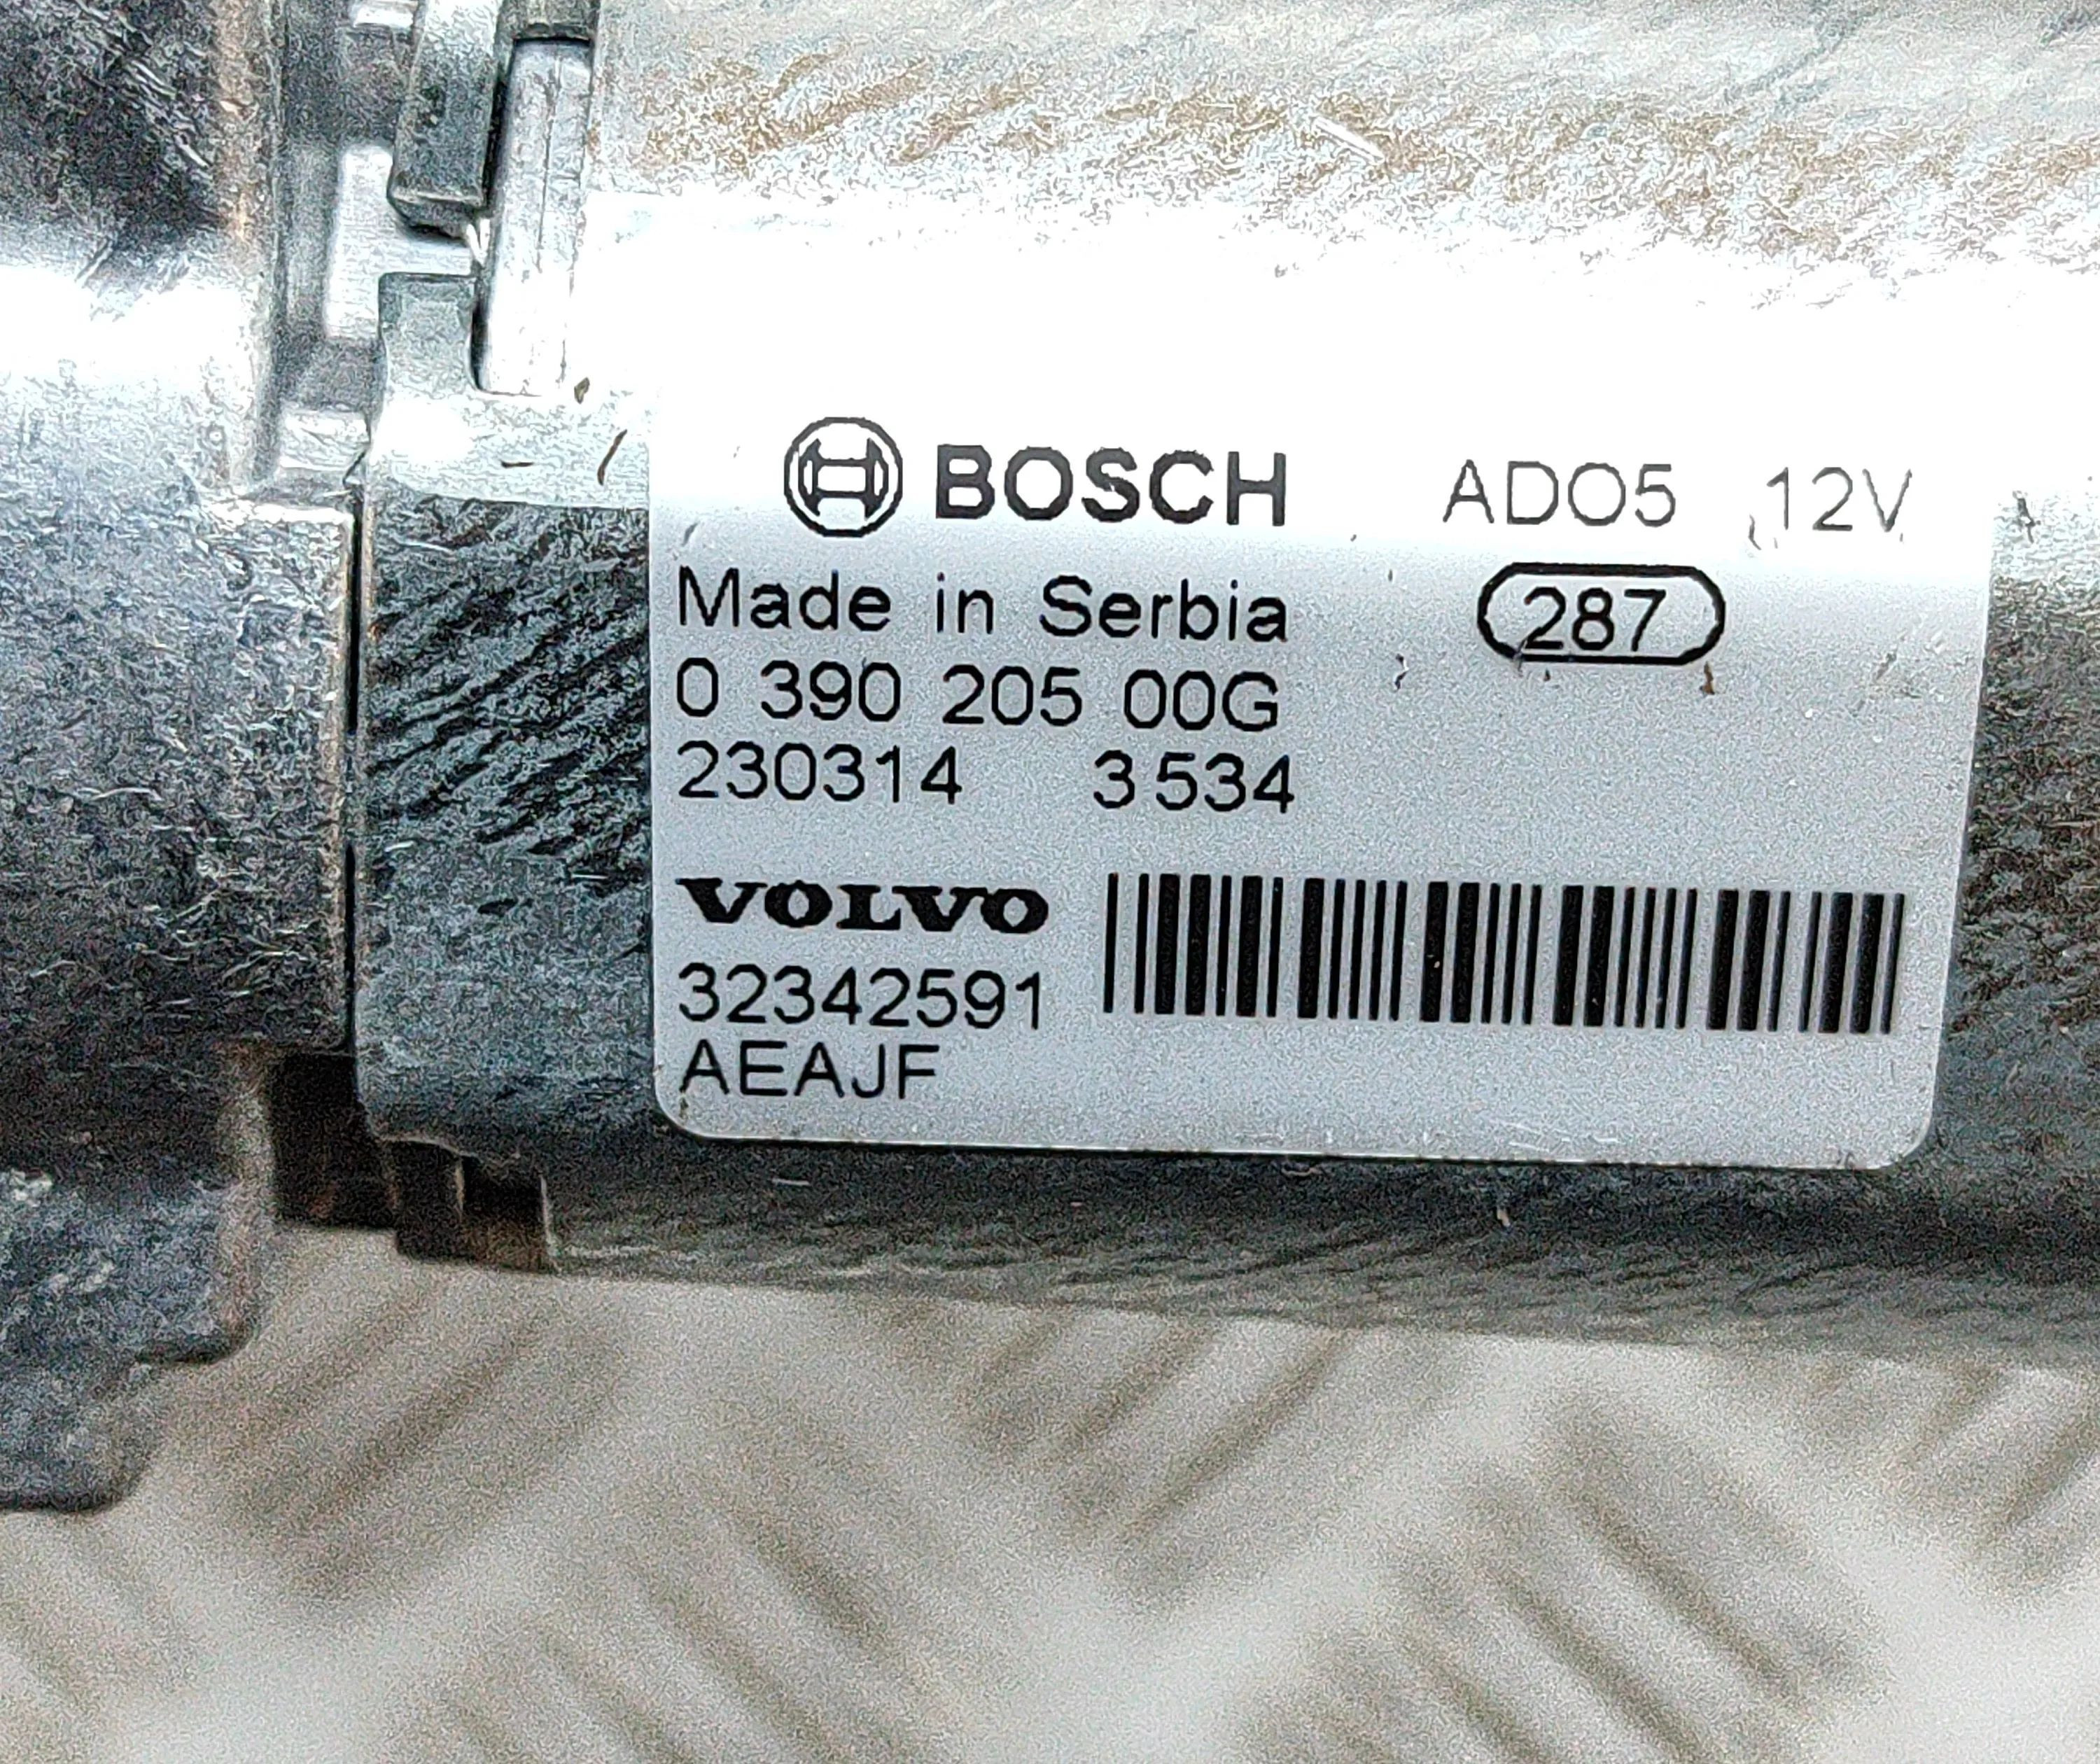 BOSCH ADO5 12V
Made in Serbia 287
0 390 205 00G
230314 3534
VOLVO
32342591
AEAJF